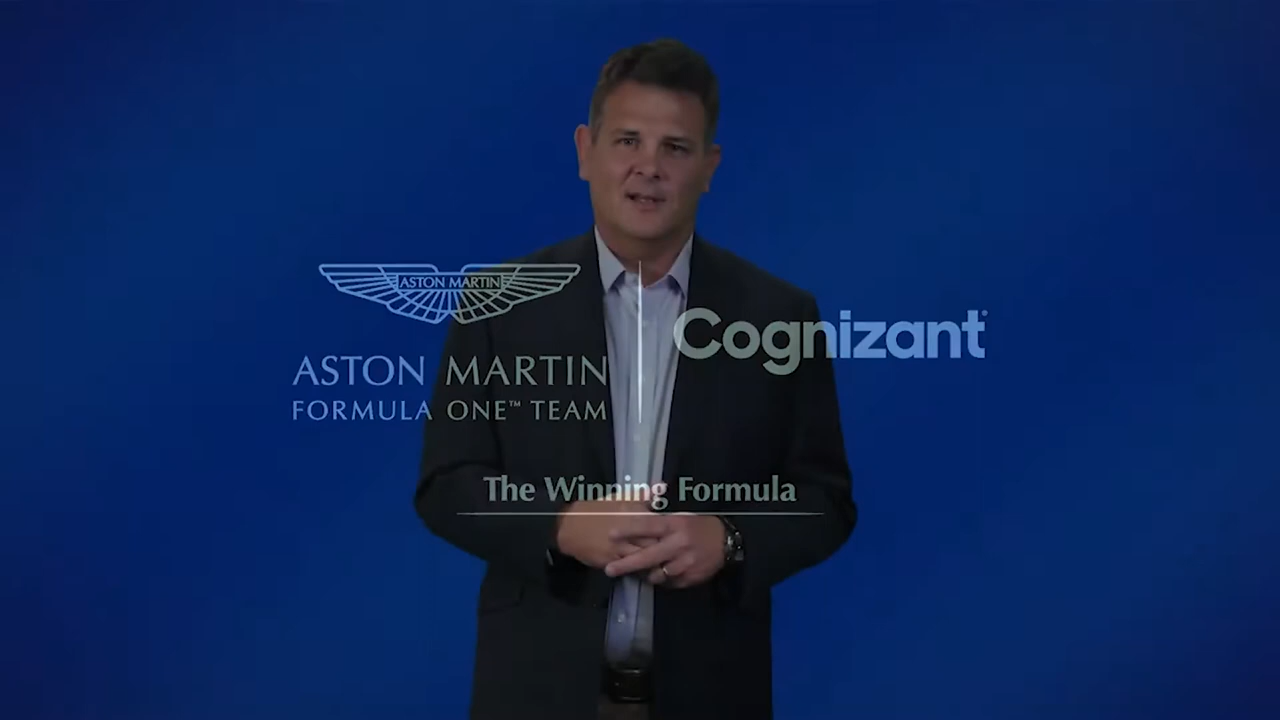 ASTON MARTIN
ASTON MARTIN
FORMULA ONE™ TEAM
Cognizant®
The Winning Formula